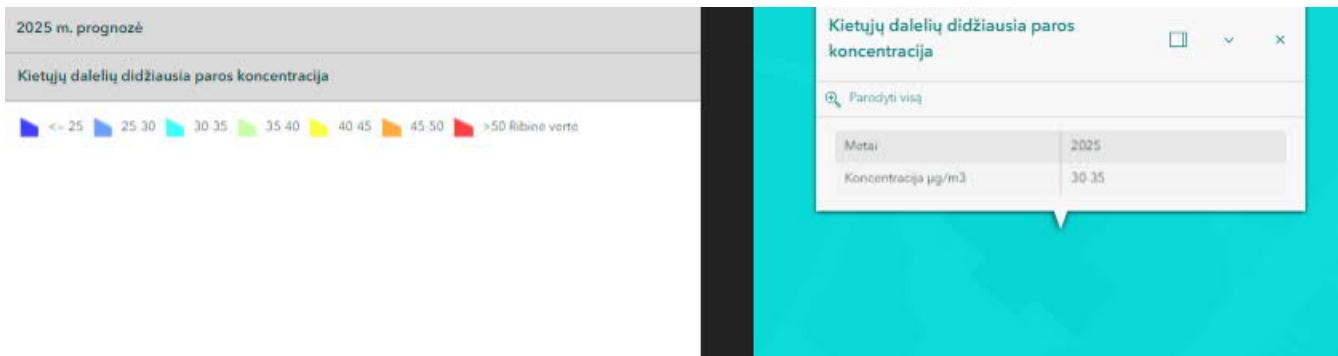 2025 m. prognozė
Kietųjų dalelių didžiausia paros koncentracija
<= 25 25 30 30 35 35 40 40 45 45 50 >50 Ribinė vertė
Kietųjų dalelių didžiausia paros
koncentracija
Parodyti visą
Metai 2025
Koncentracija µg/m3 30-35